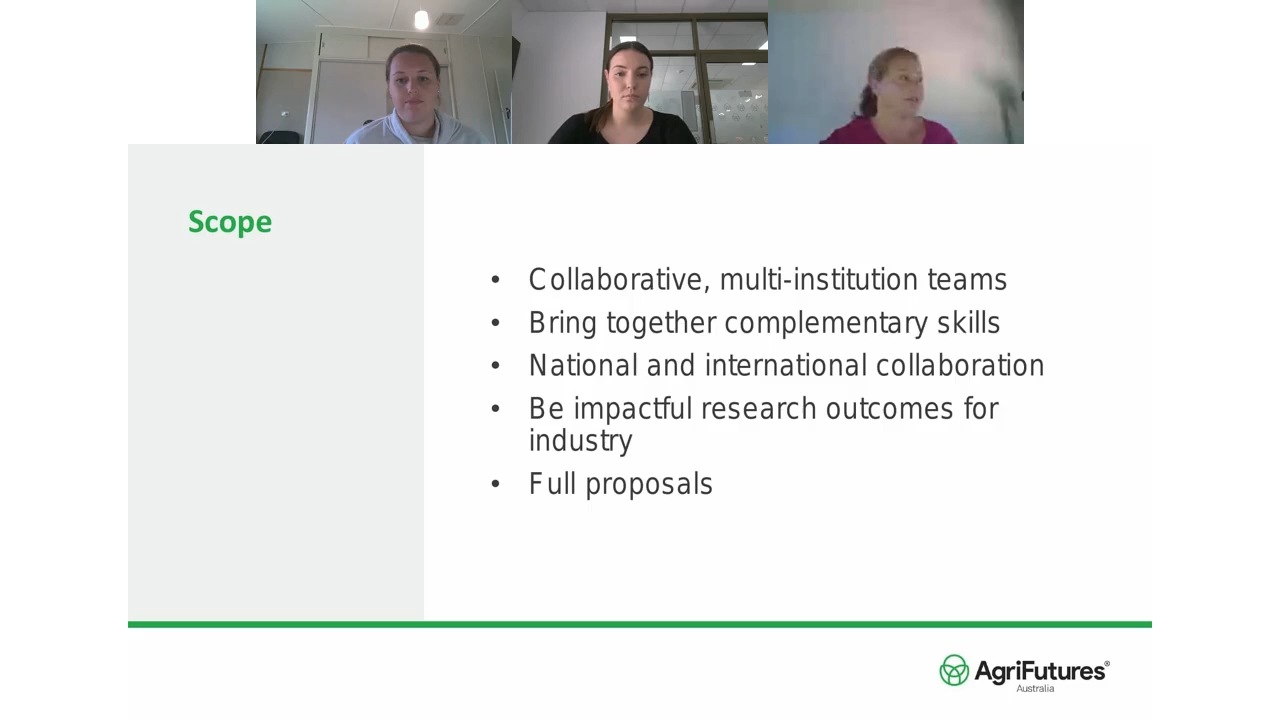 Scope
• Collaborative, multi-institution teams
• Bring together complementary skills
• National and international collaboration
• Be impactful research outcomes for
industry
• Full proposals
AgriFutures®
Australia